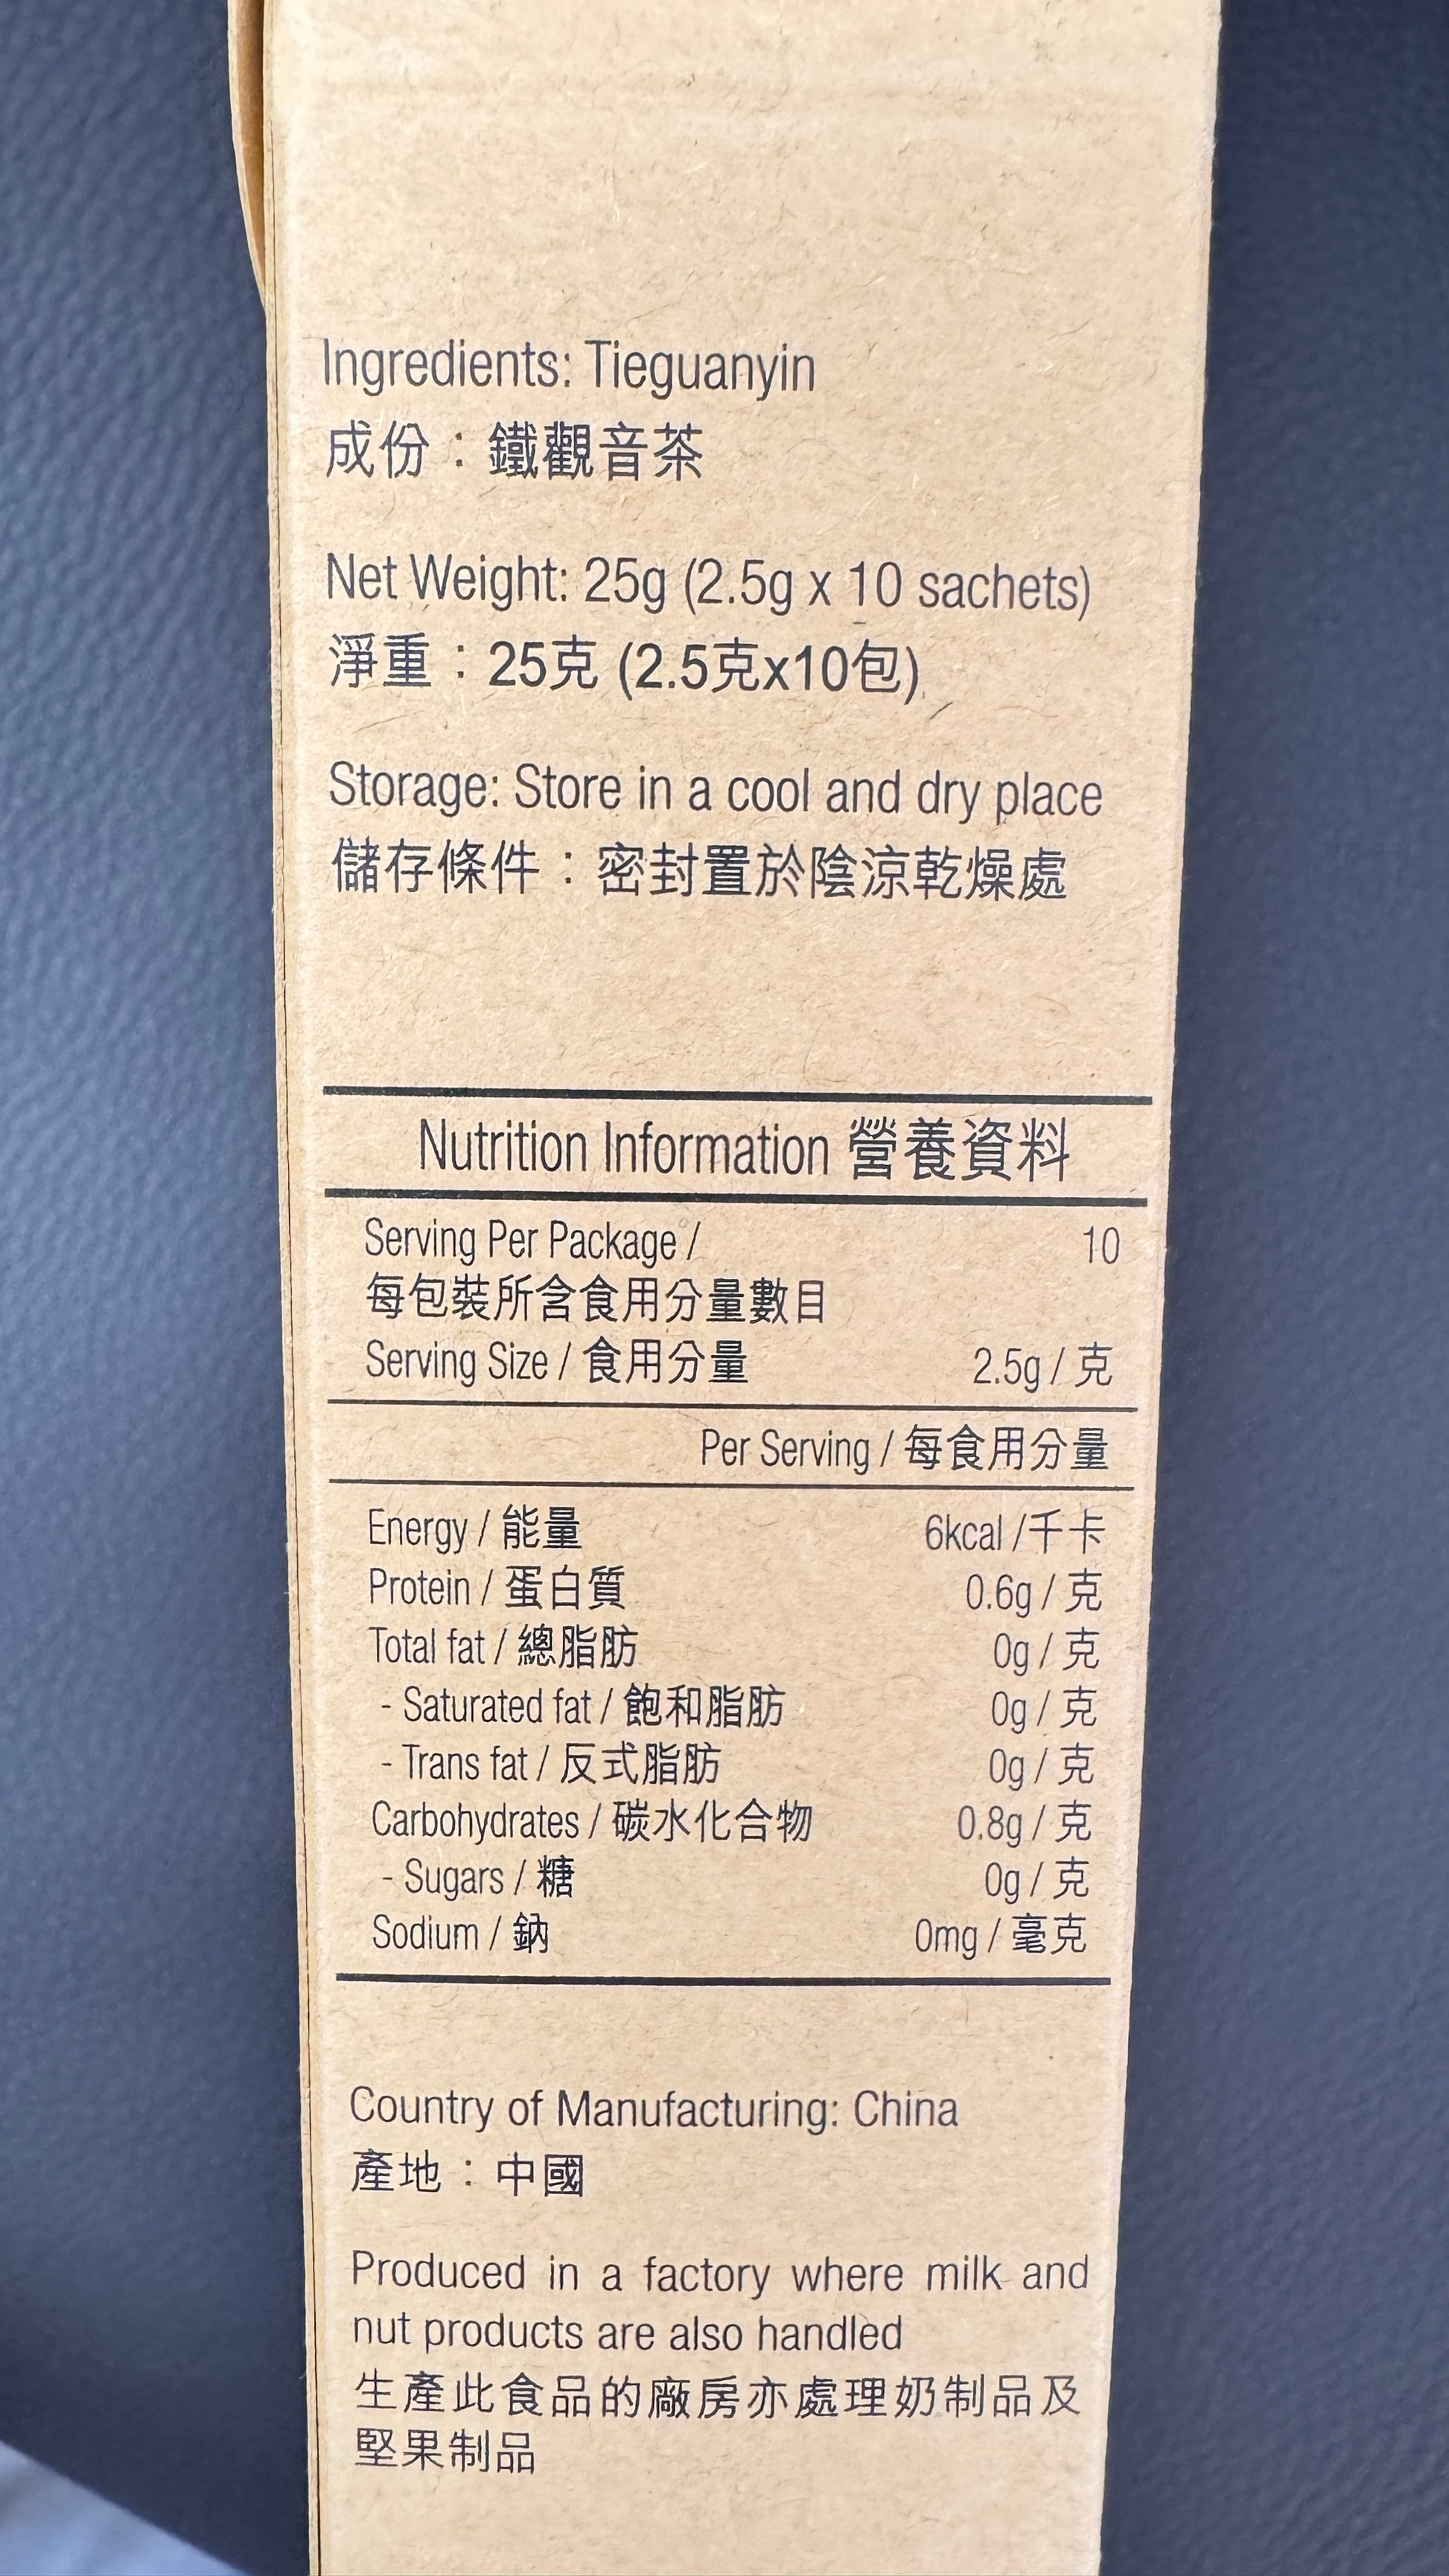 Ingredients: Tieguanyin
成份：鐵觀音茶
Net Weight: 25g (2.5g x 10 sachets)
淨重：25克 (2.5克x10包)
Storage: Store in a cool and dry place
儲存條件：密封置於陰涼乾燥處
Nutrition Information 營養資料
Serving Per Package / 10
每包裝所含食用分量數目
Serving Size / 食用分量 2.5g / 克
Per Serving / 每食用分量
Energy / 能量 6kcal /千卡
Protein / 蛋白質 0.6g / 克
Total fat / 總脂肪 0g / 克
- Saturated fat / 飽和脂肪 0g / 克
- Trans fat / 反式脂肪 0g / 克
Carbohydrates / 碳水化合物 0.8g / 克
- Sugars / 糖 0g / 克
Sodium / 鈉 0mg / 毫克
Country of Manufacturing: China
產地：中國
Produced in a factory where milk and
nut products are also handled
生產此食品的廠房亦處理奶制品及
堅果制品